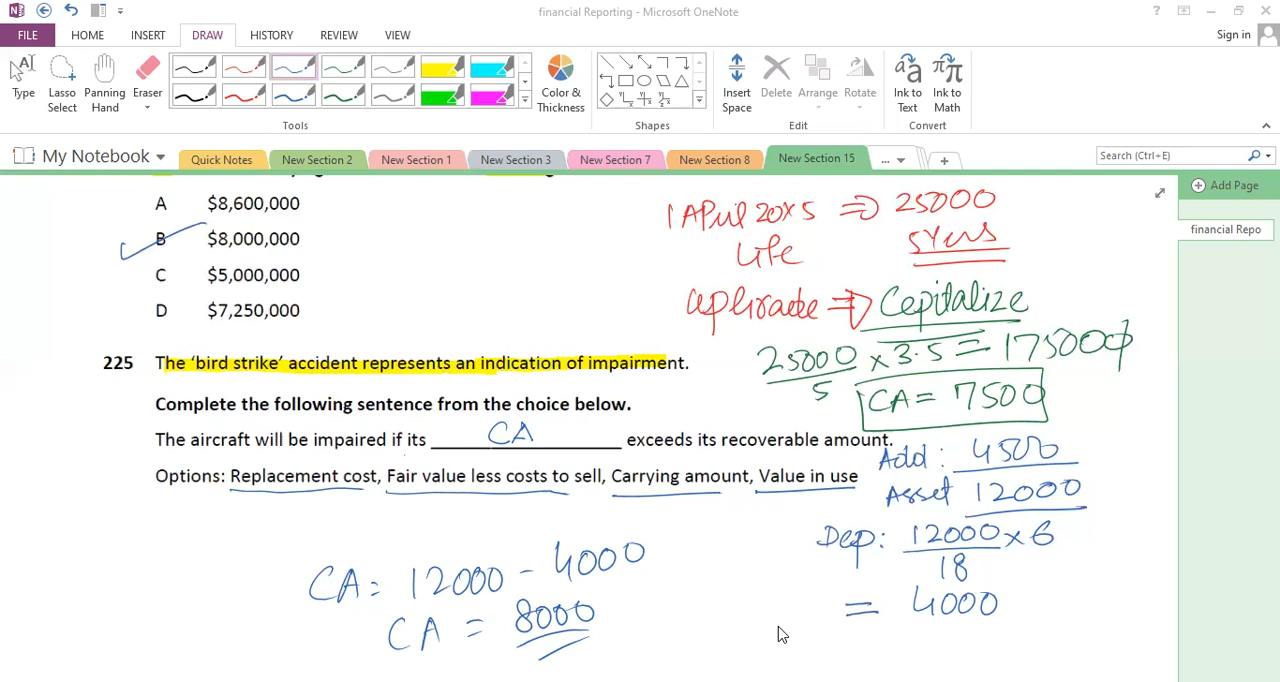 financial Reporting - Microsoft OneNote
Sign in
FILE HOME INSERT DRAW HISTORY REVIEW VIEW
Type
Lasso Select
Panning Hand
Eraser
Color & Thickness
Insert Space
Delete
Arrange
Rotate
Ink to Text
Ink to Math
Tools
Shapes
Edit
Convert
My Notebook
Quick Notes
New Section 2
New Section 1
New Section 3
New Section 7
New Section 8
New Section 15
...
Search (Ctrl+E)
Add Page
financial Repo
A $8,600,000
B $8,000,000
C $5,000,000
D $7,250,000
1 April 20x5 ⇒ 25000
Life 5 Yers
upgrade ⇒ Cepitalize
25000/5 × 3.5 = 17500
CA = 7500
225 The ‘bird strike’ accident represents an indication of impairment.
Complete the following sentence from the choice below.
The aircraft will be impaired if its CA exceeds its recoverable amount.
Options: Replacement cost, Fair value less costs to sell, Carrying amount, Value in use
Add: 4500
Asset 12000
Dep: 12000/18 × 6
= 4000
CA = 12000 - 4000
CA = 8000